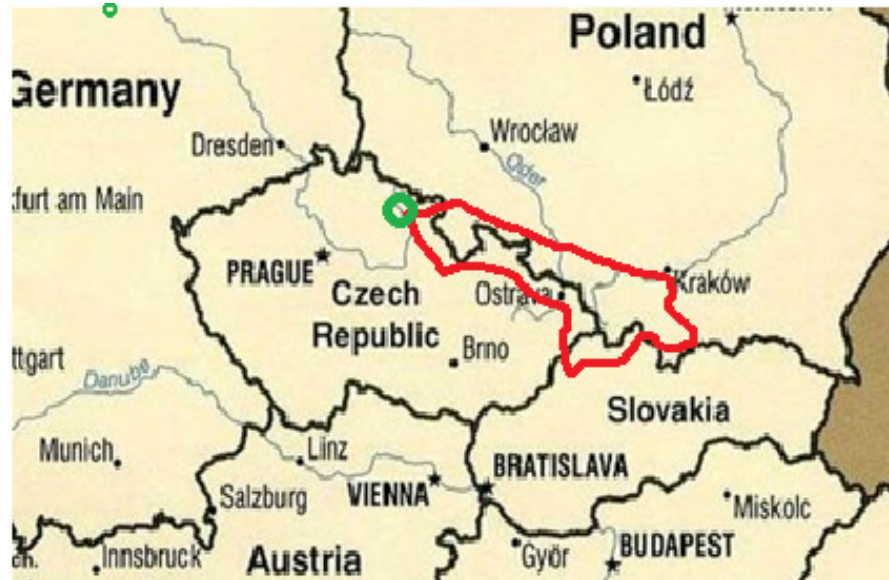 Poland
Łódź
Germany
Wrocław
Dresden
Oder
kfurt am Main
PRAGUE
Kraków
Czech
Republic
Ostrava
Brno
ttgart
Danube
Slovakia
Munich
Linz
BRATISLAVA
VIENNA
Salzburg
Miskolc
Innsbruck
Austria
Győr
BUDAPEST